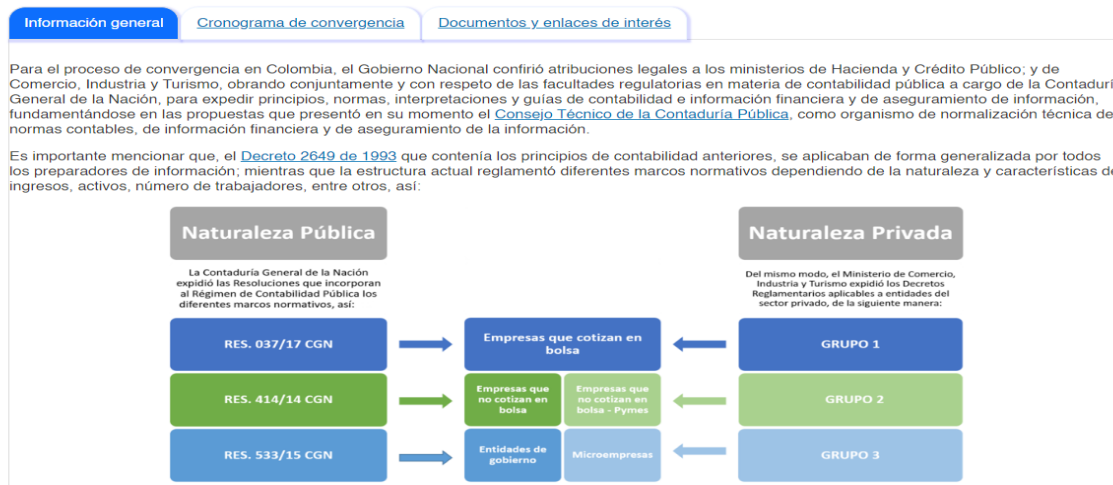 Información general
Cronograma de convergencia
Documentos y enlaces de interés
Para el proceso de convergencia en Colombia, el Gobierno Nacional confirió atribuciones legales a los ministerios de Hacienda y Crédito Público; y de
Comercio, Industria y Turismo, obrando conjuntamente y con respeto de las facultades regulatorias en materia de contabilidad pública a cargo de la Contadurí
General de la Nación, para expedir principios, normas, interpretaciones y guías de contabilidad e información financiera y de aseguramiento de información,
fundamentándose en las propuestas que presentó en su momento el Consejo Técnico de la Contaduría Pública, como organismo de normalización técnica de
normas contables, de información financiera y de aseguramiento de la información.
Es importante mencionar que, el Decreto 2649 de 1993 que contenía los principios de contabilidad anteriores, se aplicaban de forma generalizada por todos
los preparadores de información; mientras que la estructura actual reglamentó diferentes marcos normativos dependiendo de la naturaleza y características de
ingresos, activos, número de trabajadores, entre otros, así:
Naturaleza Pública
Naturaleza Privada
La Contaduría General de la Nación
expidió las Resoluciones que incorporan
al Régimen de Contabilidad Pública los
diferentes marcos normativos, así:
Del mismo modo, el Ministerio de Comercio,
Industria y Turismo expidió los Decretos
Reglamentarios aplicables a entidades del
sector privado, de la siguiente manera:
RES. 037/17 CGN
Empresas que cotizan en
bolsa
GRUPO 1
RES. 414/14 CGN
Empresas que
no cotizan en
bolsa
Empresas que
no cotizan en
bolsa - Pymes
GRUPO 2
RES. 533/15 CGN
Entidades de
gobierno
Microempresas
GRUPO 3